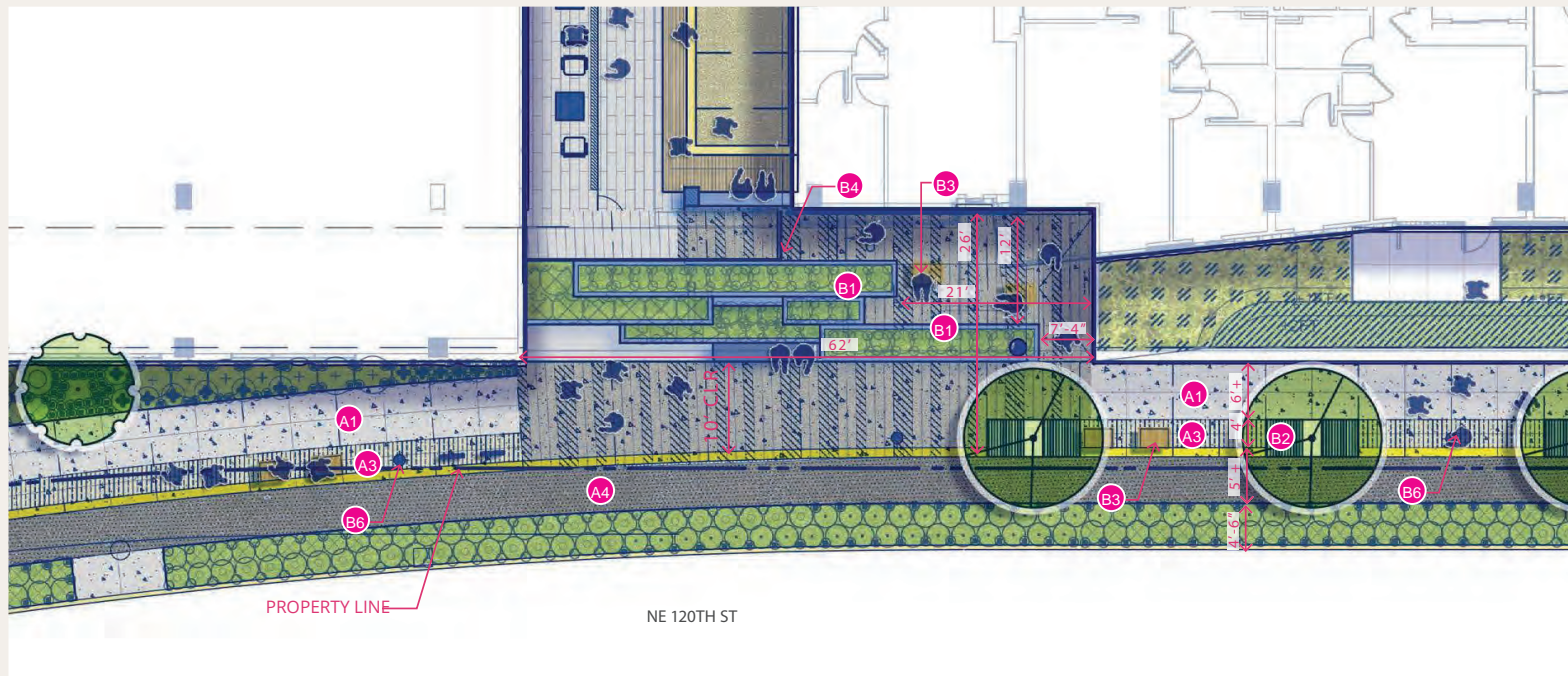 B4
B3
26'
12'
B1
21'
B1
7'-4"
62'
A1
10' CLR
A1
6'+
A3
B2
4'
A3
A4
B6
B3
5'+
B6
4'-6"
PROPERTY LINE
NE 120TH ST